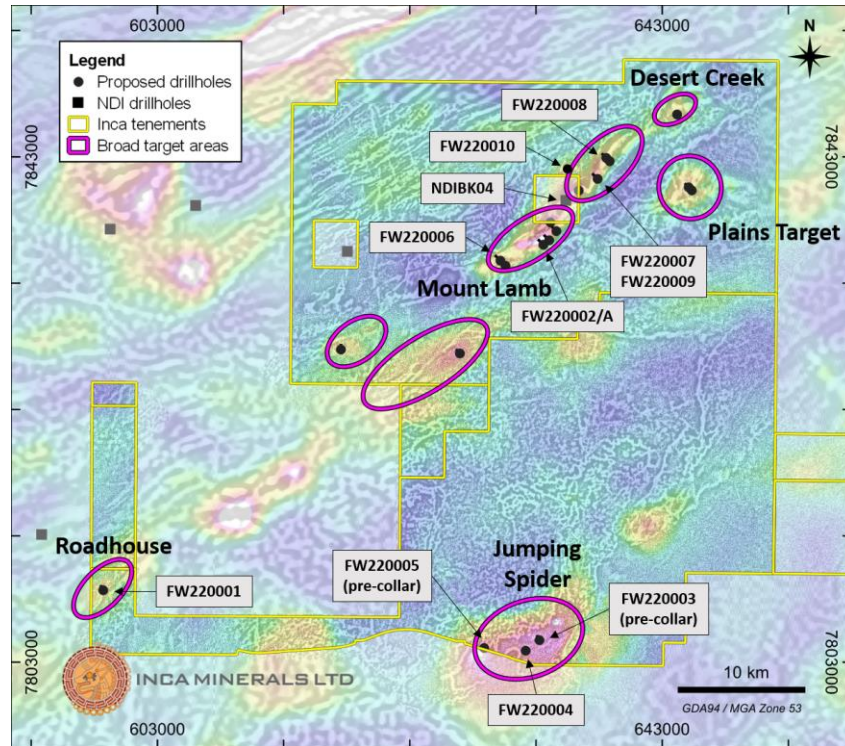 603000
643000
N
Legend
Proposed drillholes
NDI drillholes
Inca tenements
Broad target areas
Desert Creek
FW220008
FW220010
NDIBK04
7843000
7843000
FW220006
Plains Target
Mount Lamb
FW220007
FW220009
FW220002/A
Roadhouse
FW220001
FW220005
(pre-collar)
Jumping
Spider
FW220003
(pre-collar)
7803000
7803000
INCA MINERALS LTD
FW220004
10 km
GDA94 / MGA Zone 53
603000
643000